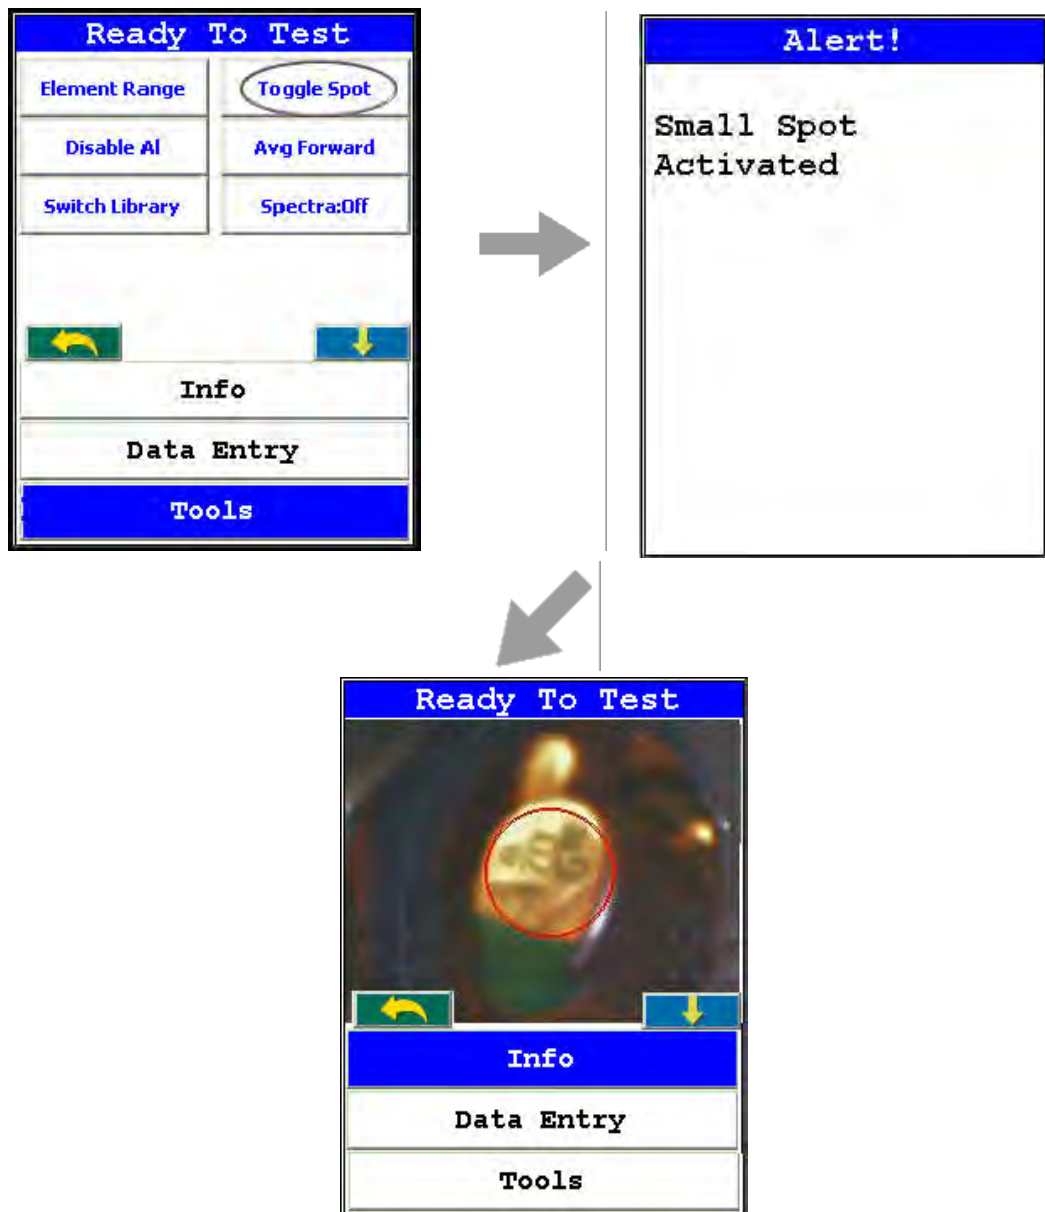 Ready To Test
Element Range
Toggle Spot
Disable Al
Avg Forward
Switch Library
Spectra:Off
Info
Data Entry
Tools
Alert!
Small Spot
Activated
Ready To Test
Info
Data Entry
Tools